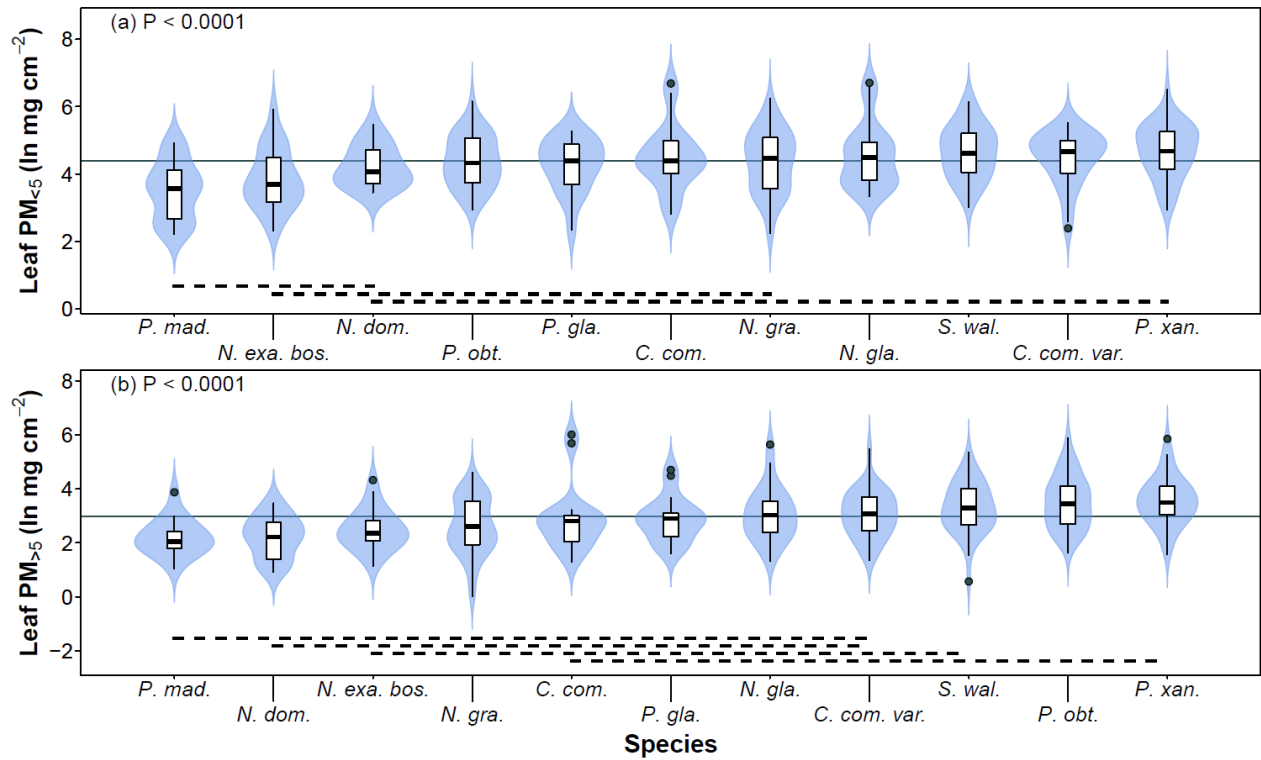 (a) P < 0.0001
Leaf PM<5 (ln mg cm−2)
8
6
4
2
0
P. mad.
N. exa. bos.
N. dom.
P. obt.
P. gla.
C. com.
N. gra.
N. gla.
S. wal.
C. com. var.
P. xan.
(b) P < 0.0001
Leaf PM>5 (ln mg cm−2)
8
6
4
2
0
−2
P. mad.
N. dom.
N. exa. bos.
N. gra.
C. com.
P. gla.
N. gla.
C. com. var.
S. wal.
P. obt.
P. xan.
Species